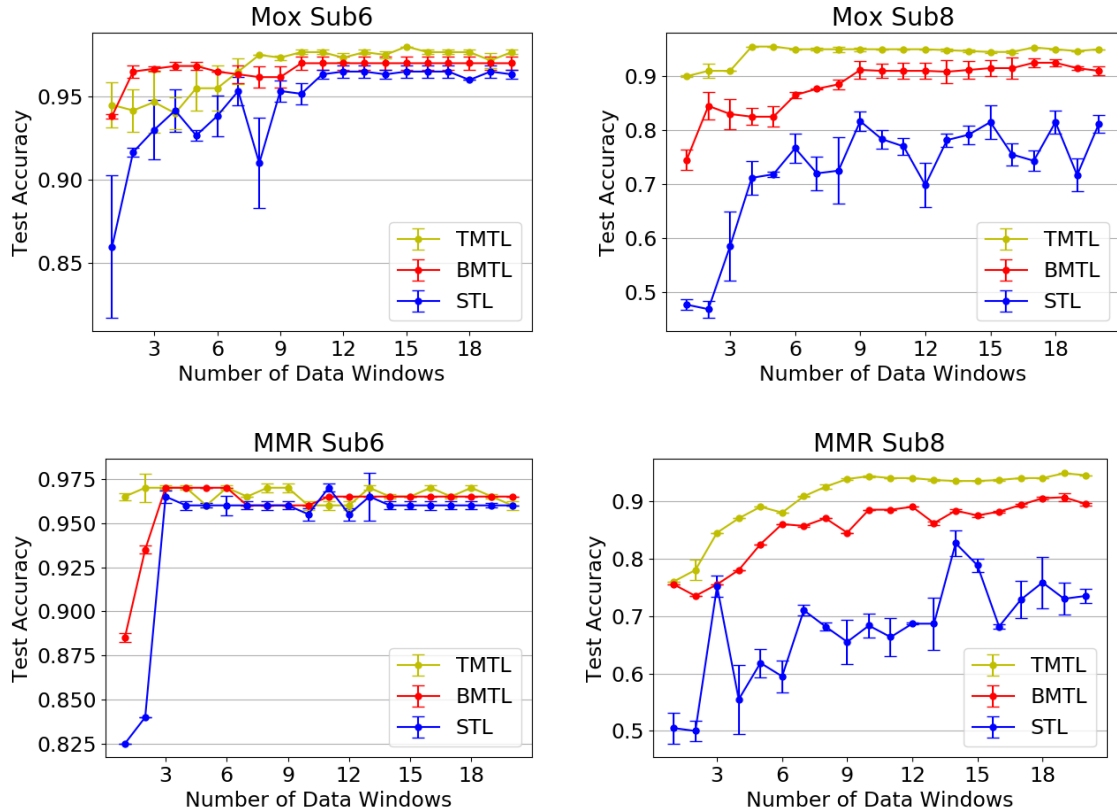 Mox Sub6
Test Accuracy
0.95
0.90
0.85
TMTL
BMTL
STL
3 6 9 12 15 18
Number of Data Windows
Mox Sub8
Test Accuracy
0.9
0.8
0.7
0.6
0.5
TMTL
BMTL
STL
3 6 9 12 15 18
Number of Data Windows
MMR Sub6
Test Accuracy
0.975
0.950
0.925
0.900
0.875
0.850
0.825
TMTL
BMTL
STL
3 6 9 12 15 18
Number of Data Windows
MMR Sub8
Test Accuracy
0.9
0.8
0.7
0.6
0.5
TMTL
BMTL
STL
3 6 9 12 15 18
Number of Data Windows